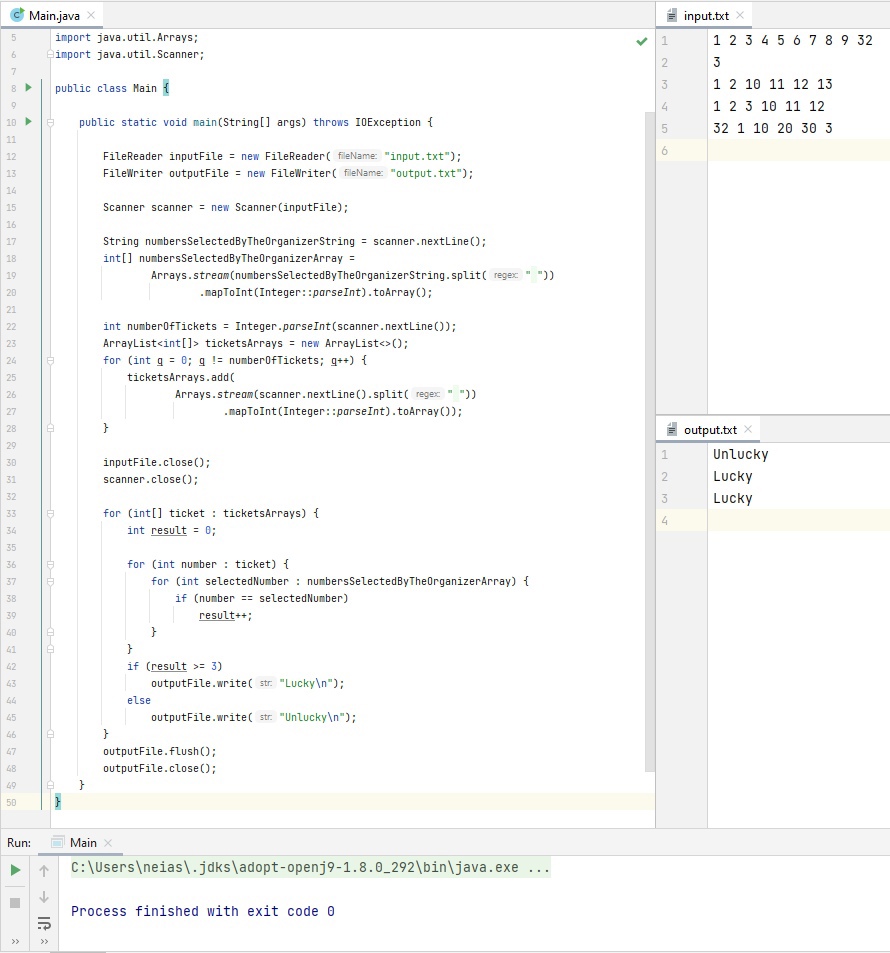 Main.java
5 import java.util.Arrays;
6 import java.util.Scanner;
7
8 public class Main {
9
10 public static void main(String[] args) throws IOException {
11
12 FileReader inputFile = new FileReader( fileName: "input.txt");
13 FileWriter outputFile = new FileWriter( fileName: "output.txt");
14
15 Scanner scanner = new Scanner(inputFile);
16
17 String numbersSelectedByTheOrganizerString = scanner.nextLine();
18 int[] numbersSelectedByTheOrganizerArray =
19 Arrays.stream(numbersSelectedByTheOrganizerString.split( regex: " "))
20 .mapToInt(Integer::parseInt).toArray();
21
22 int numberOfTickets = Integer.parseInt(scanner.nextLine());
23 ArrayList<int[]> ticketsArrays = new ArrayList<>();
24 for (int q = 0; q != numberOfTickets; q++) {
25 ticketsArrays.add(
26 Arrays.stream(scanner.nextLine().split( regex: " "))
27 .mapToInt(Integer::parseInt).toArray());
28 }
29
30 inputFile.close();
31 scanner.close();
32
33 for (int[] ticket : ticketsArrays) {
34 int result = 0;
35
36 for (int number : ticket) {
37 for (int selectedNumber : numbersSelectedByTheOrganizerArray) {
38 if (number == selectedNumber)
39 result++;
40 }
41 }
42 if (result >= 3)
43 outputFile.write( str: "Lucky\n");
44 else
45 outputFile.write( str: "Unlucky\n");
46 }
47 outputFile.flush();
48 outputFile.close();
49 }
50 }
input.txt
1 1 2 3 4 5 6 7 8 9 32
2 3
3 1 2 10 11 12 13
4 1 2 3 10 11 12
5 32 1 10 20 30 3
6
output.txt
1 Unlucky
2 Lucky
3 Lucky
4
Run: Main
C:\Users\neias\.jdks\adopt-openj9-1.8.0_292\bin\java.exe ...
Process finished with exit code 0